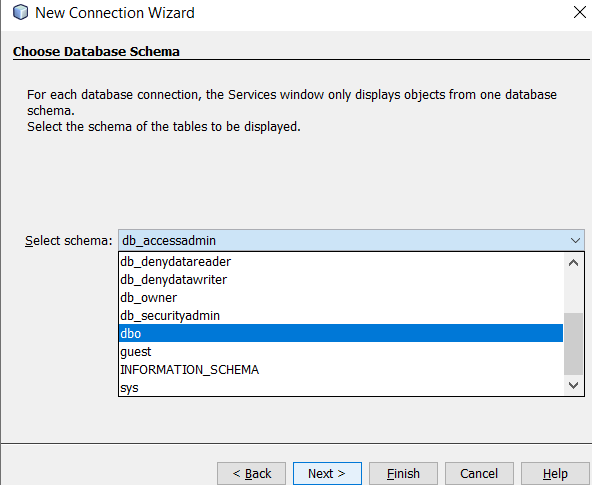 New Connection Wizard
Choose Database Schema
For each database connection, the Services window only displays objects from one database
schema.
Select the schema of the tables to be displayed.
Select schema: db_accessadmin
db_denydatareader
db_denydatawriter
db_owner
db_securityadmin
dbo
guest
INFORMATION_SCHEMA
sys
< Back Next > Finish Cancel Help